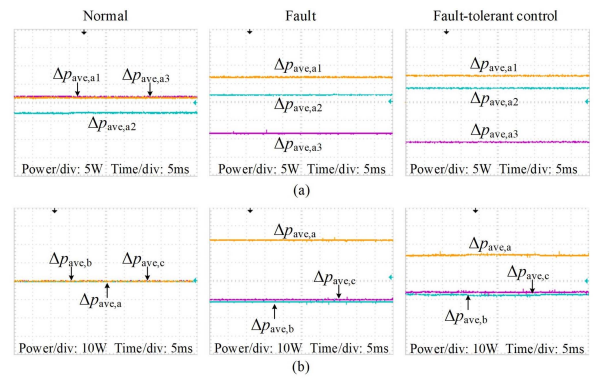 Normal
Fault
Fault-tolerant control
Δp_ave,a1
Δp_ave,a3
Δp_ave,a2
Power/div: 5W Time/div: 5ms
Δp_ave,a1
Δp_ave,a2
Δp_ave,a3
Power/div: 5W Time/div: 5ms
Δp_ave,a1
Δp_ave,a2
Δp_ave,a3
Power/div: 5W Time/div: 5ms
(a)
Δp_ave,b
Δp_ave,c
Δp_ave,a
Power/div: 10W Time/div: 5ms
Δp_ave,a
Δp_ave,c
Δp_ave,b
Power/div: 10W Time/div: 5ms
Δp_ave,a
Δp_ave,c
Δp_ave,b
Power/div: 10W Time/div: 5ms
(b)